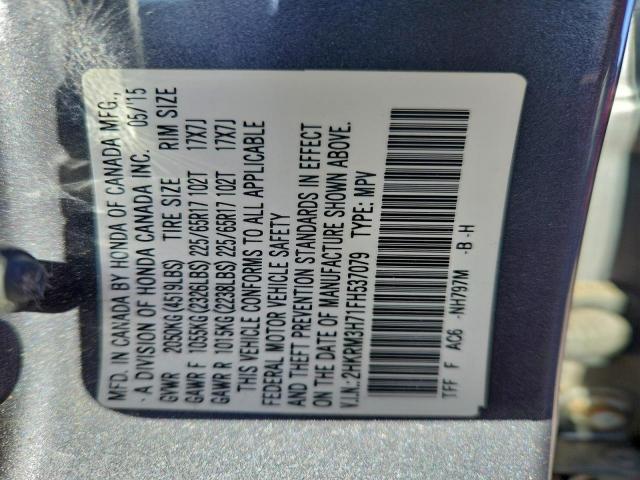 MFD. IN CANADA BY HONDA OF CANADA MFG.,
- A DIVISION OF HONDA CANADA INC. 05/15
GVWR 2050KG(4519LBS) TIRE SIZE RIM SIZE
GAWR F 1055KG(2326LBS) 225/65R17 102T 17X7J
GAWR R 1015KG(2238LBS) 225/65R17 102T 17X7J
THIS VEHICLE CONFORMS TO ALL APPLICABLE
FEDERAL MOTOR VEHICLE SAFETY
AND THEFT PREVENTION STANDARDS IN EFFECT
ON THE DATE OF MANUFACTURE SHOWN ABOVE.
V.I.N.: 2HKRM3H71FH537079 TYPE: MPV
TFF F AC6 -NH797M -B -H